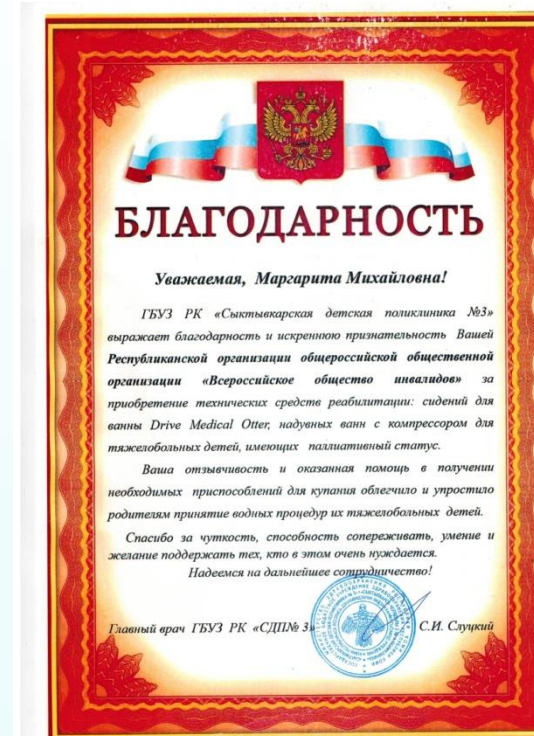 БЛАГОДАРНОСТЬ
Уважаемая, Маргарита Михайловна!
ГБУЗ РК «Сыктывкарская детская поликлиника №3»
выражает благодарность и искреннюю признательность Вашей
Республиканской организации общероссийской общественной
организации «Всероссийское общество инвалидов» за
приобретение технических средств реабилитации: сидений для
ванны Drive Medical Otter, надувных ванн с компрессором для
тяжелобольных детей, имеющих паллиативный статус.
Ваша отзывчивость и оказанная помощь в получении
необходимых приспособлений для купания облегчило и упростило
родителям принятие водных процедур их тяжелобольных детей.
Спасибо за чуткость, способность сопереживать, умение и
желание поддержать тех, кто в этом очень нуждается.
Надеемся на дальнейшее сотрудничество!
Главный врач ГБУЗ РК «СДП№ 3» С.И. Слуцкий